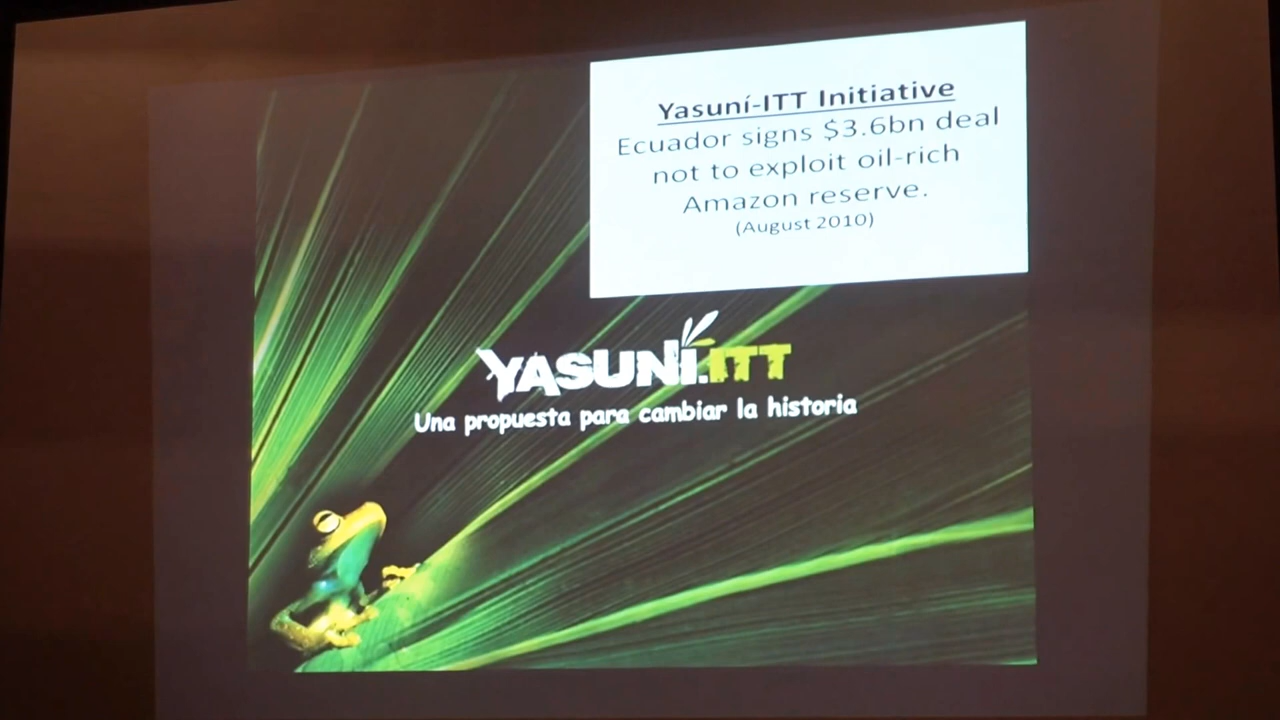 Yasuní-ITT Initiative
Ecuador signs $3.6bn deal
not to exploit oil-rich
Amazon reserve.
(August 2010)
YASUNÍ.ITT
Una propuesta para cambiar la historia